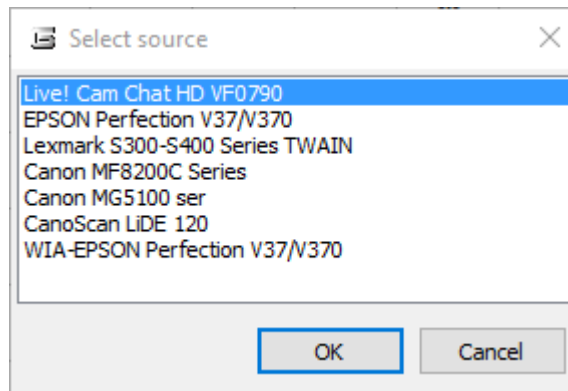 Select source
Live! Cam Chat HD VF0790
EPSON Perfection V37/V370
Lexmark S300-S400 Series TWAIN
Canon MF8200C Series
Canon MG5100 ser
CanoScan LiDE 120
WIA-EPSON Perfection V37/V370
OK
Cancel